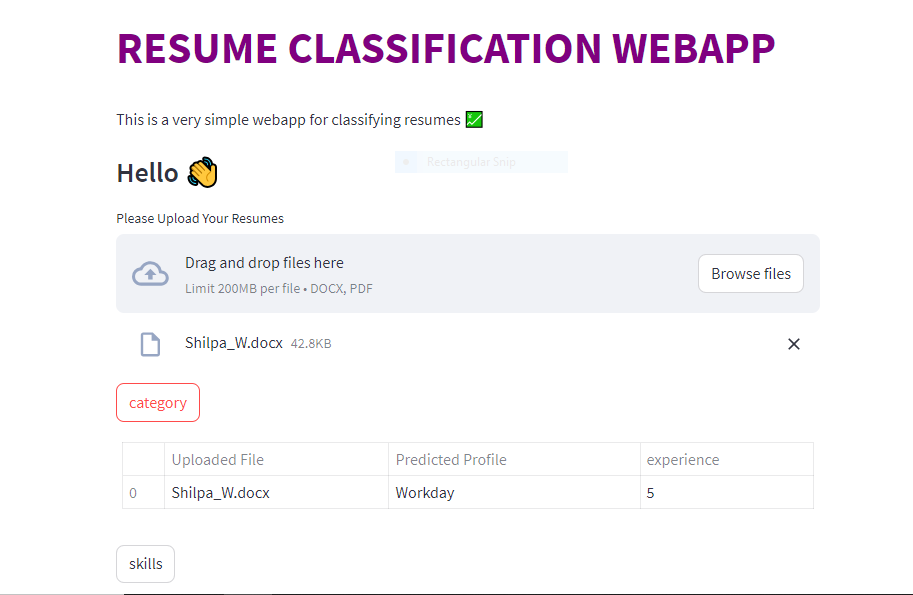 RESUME CLASSIFICATION WEBAPP
This is a very simple webapp for classifying resumes ✅
Rectangular Snip
Hello 👋
Please Upload Your Resumes
Drag and drop files here
Limit 200MB per file • DOCX, PDF
Browse files
Shilpa_W.docx 42.8KB
category
Uploaded File Predicted Profile experience
0 Shilpa_W.docx Workday 5
skills